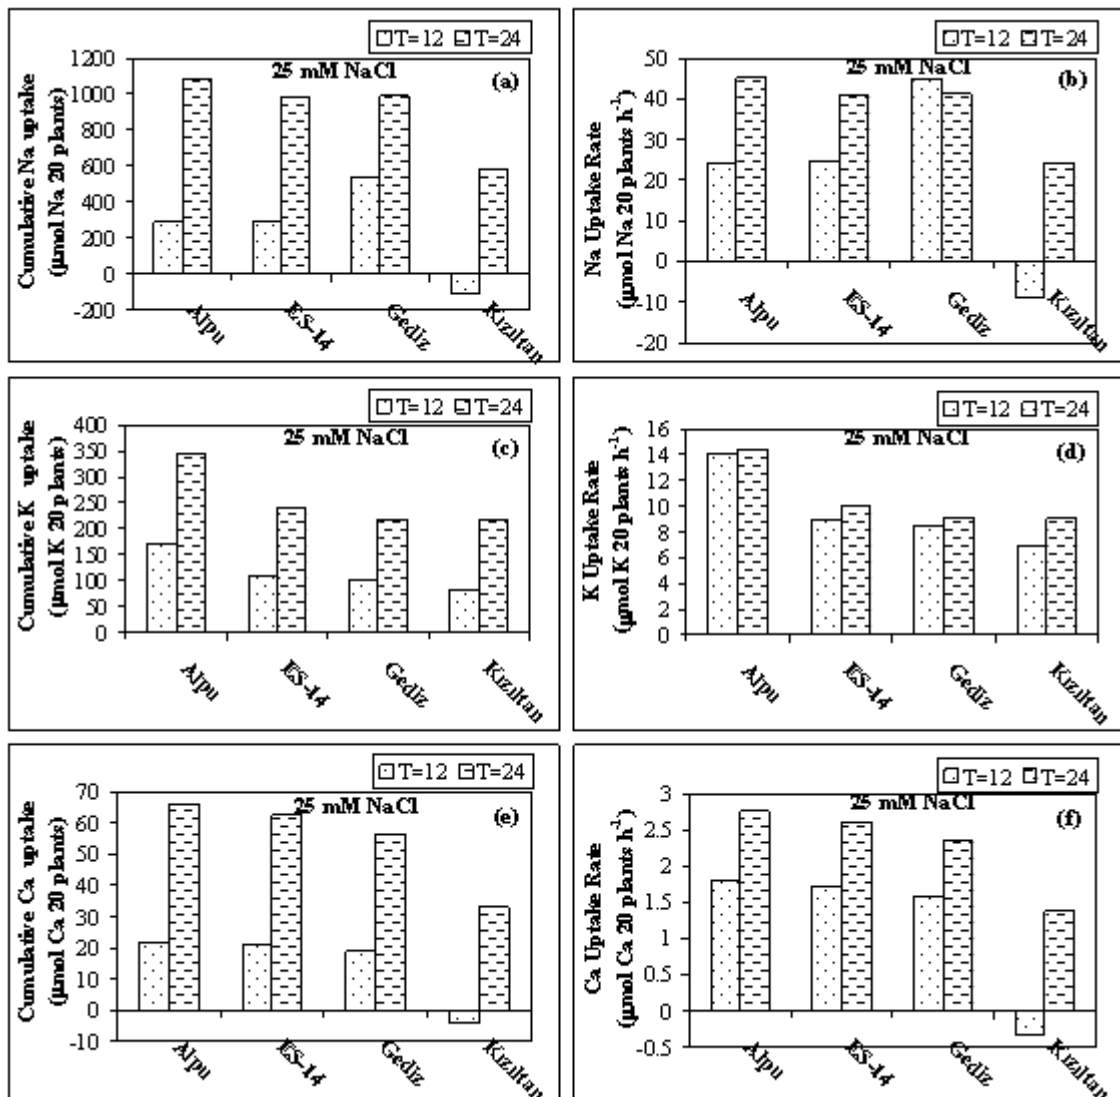 T=12 T=24
25 mM NaCl
(a)
Cumulative Na uptake
(µmol Na 20 plants)
1200
1000
800
600
400
200
0
-200
Alpu
ES-14
Gediz
Kızıltan
T=12 T=24
25 mM NaCl
(b)
Na Uptake Rate
(µmol Na 20 plants h⁻¹)
50
40
30
20
10
0
-10
-20
Alpu
ES-14
Gediz
Kızıltan
T=12 T=24
25 mM NaCl
(c)
Cumulative K uptake
(µmol K 20 plants)
400
350
300
250
200
150
100
50
0
Alpu
ES-14
Gediz
Kızıltan
T=12 T=24
25 mM NaCl
(d)
K Uptake Rate
(µmol K 20 plants h⁻¹)
16
14
12
10
8
6
4
2
0
Alpu
ES-14
Gediz
Kızıltan
T=12 T=24
25 mM NaCl
(e)
Cumulative Ca uptake
(µmol Ca 20 plants)
70
60
50
40
30
20
10
0
-10
Alpu
ES-14
Gediz
Kızıltan
T=12 T=24
25 mM NaCl
(f)
Ca Uptake Rate
(µmol Ca 20 plants h⁻¹)
3
2.5
2
1.5
1
0.5
0
-0.5
Alpu
ES-14
Gediz
Kızıltan